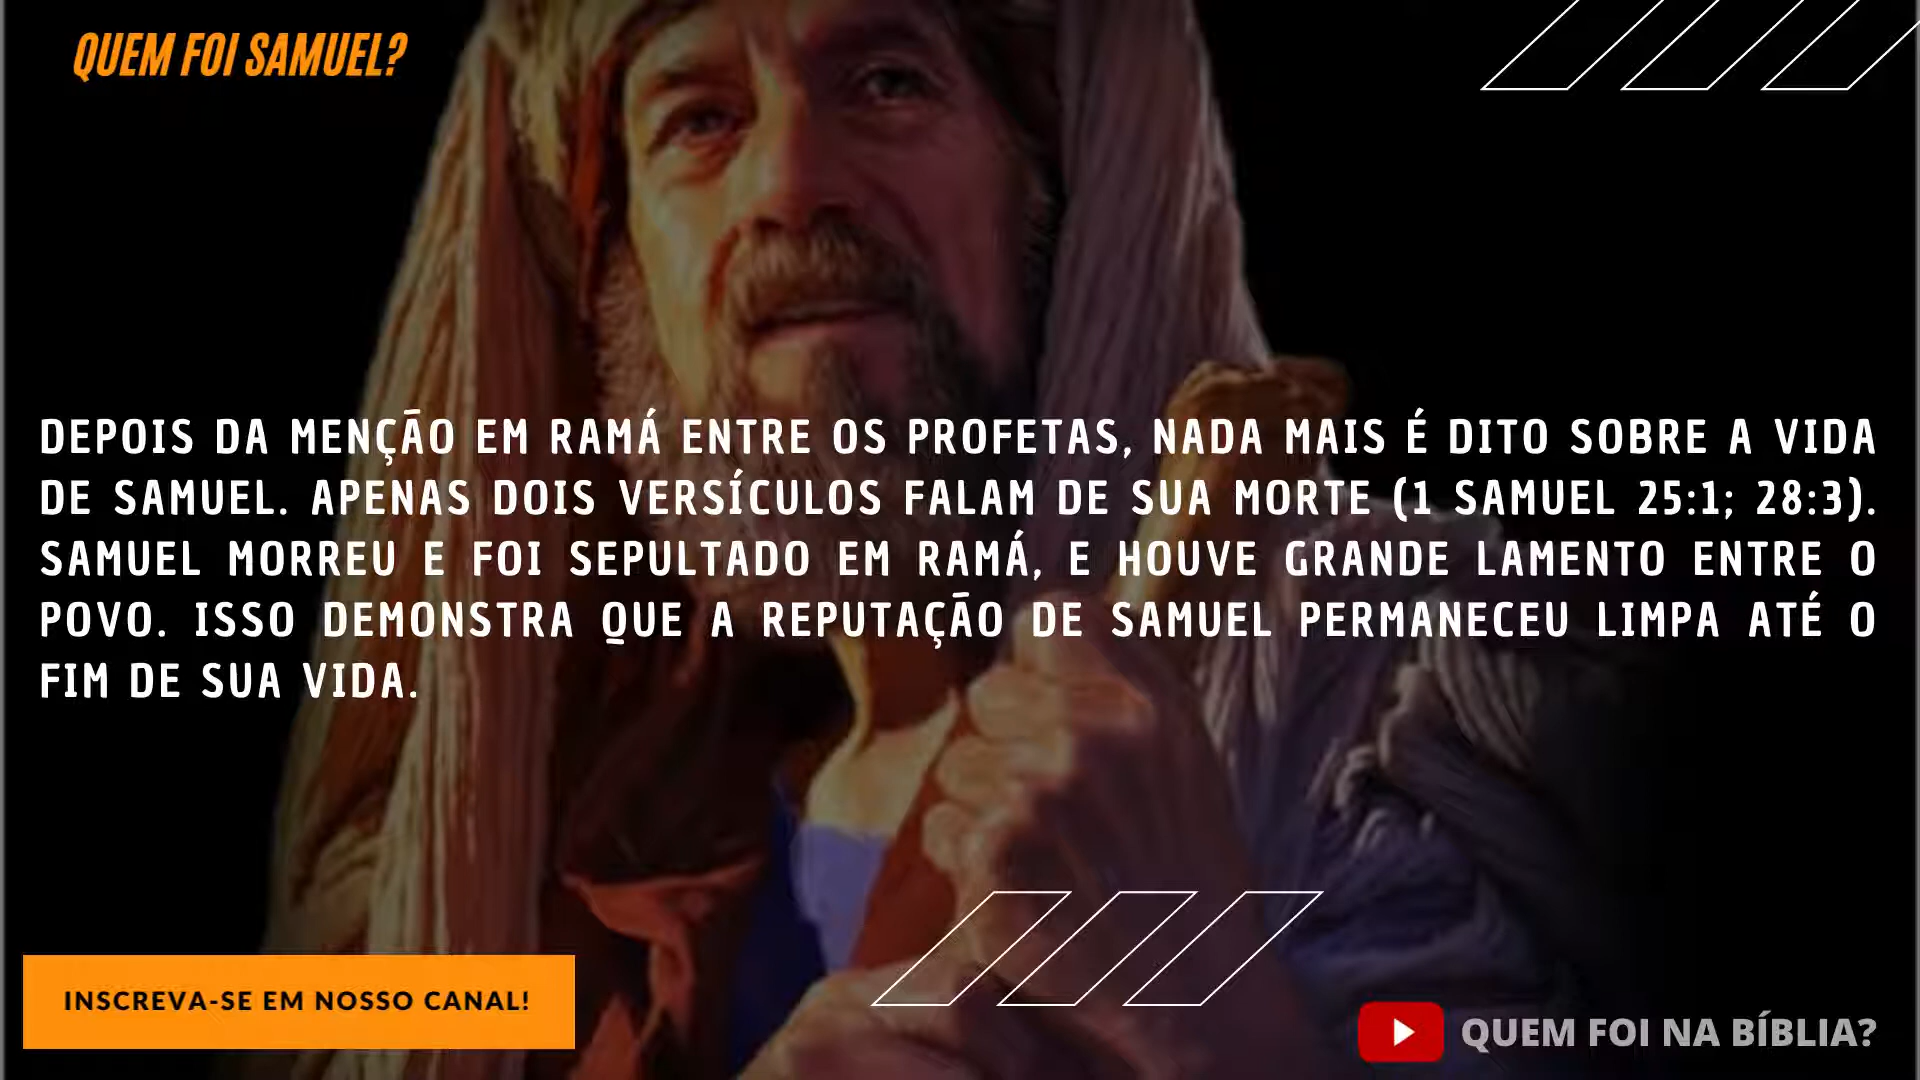 QUEM FOI SAMUEL?
DEPOIS DA MENÇÃO EM RAMÁ ENTRE OS PROFETAS, NADA MAIS É DITO SOBRE A VIDA
DE SAMUEL. APENAS DOIS VERSÍCULOS FALAM DE SUA MORTE (1 SAMUEL 25:1; 28:3).
SAMUEL MORREU E FOI SEPULTADO EM RAMÁ, E HOUVE GRANDE LAMENTO ENTRE O
POVO. ISSO DEMONSTRA QUE A REPUTAÇÃO DE SAMUEL PERMANECEU LIMPA ATÉ O
FIM DE SUA VIDA.
INSCREVA-SE EM NOSSO CANAL!
QUEM FOI NA BÍBLIA?